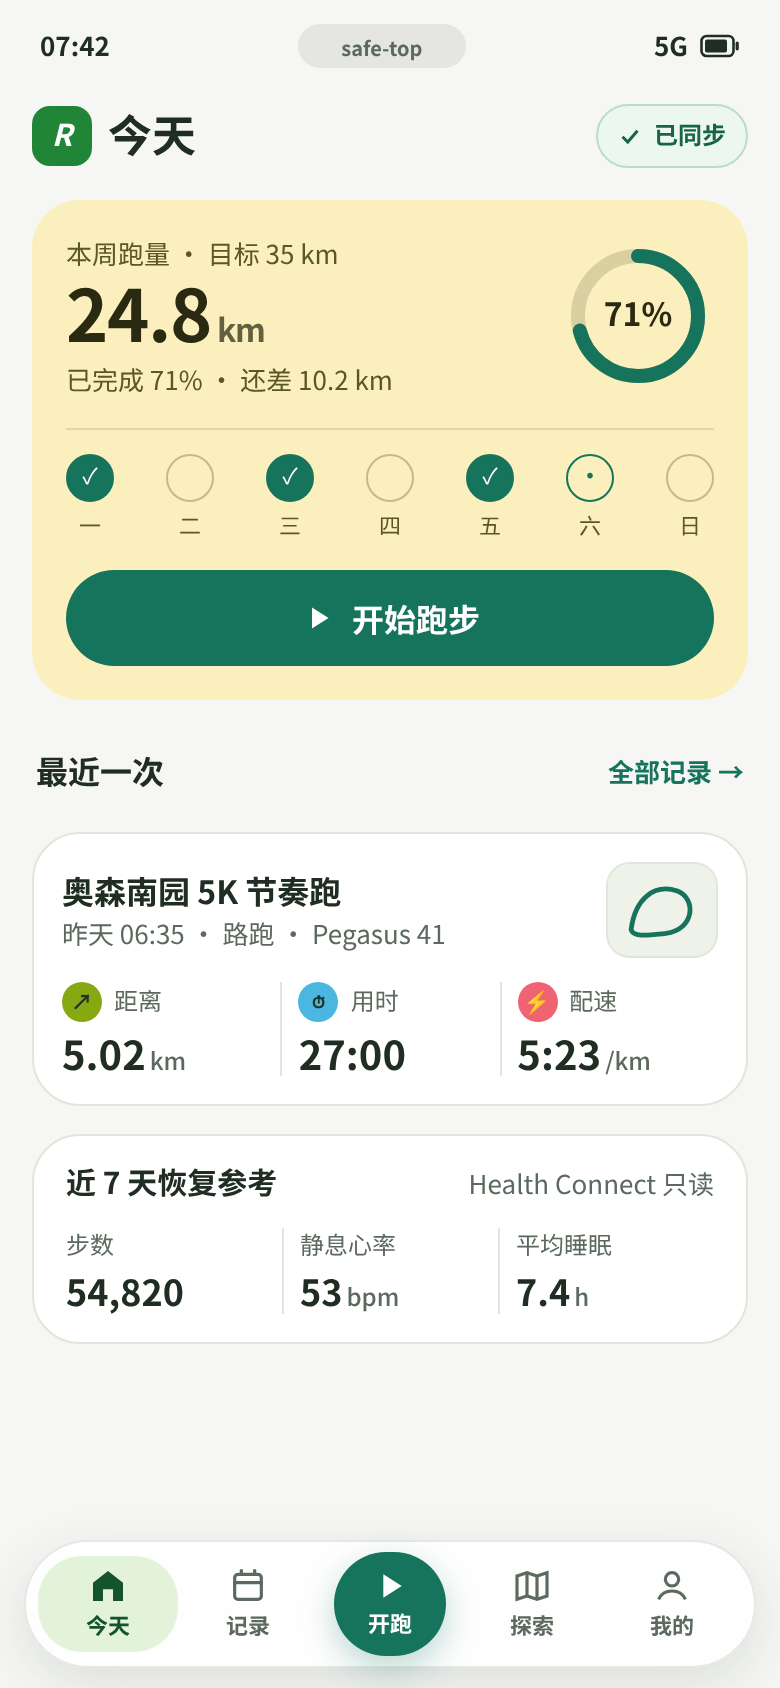 07:42 safe-top 5G
R 今天 已同步
本周跑量 · 目标 35 km
24.8 km
71%
已完成 71% · 还差 10.2 km
一 二 三 四 五 六 日
开始跑步
最近一次 全部记录 →
奥森南园 5K 节奏跑
昨天 06:35 · 路跑 · Pegasus 41
距离 用时 配速
5.02 km 27:00 5:23 /km
近 7 天恢复参考 Health Connect 只读
步数 静息心率 平均睡眠
54,820 53 bpm 7.4 h
今天 记录 开跑 探索 我的